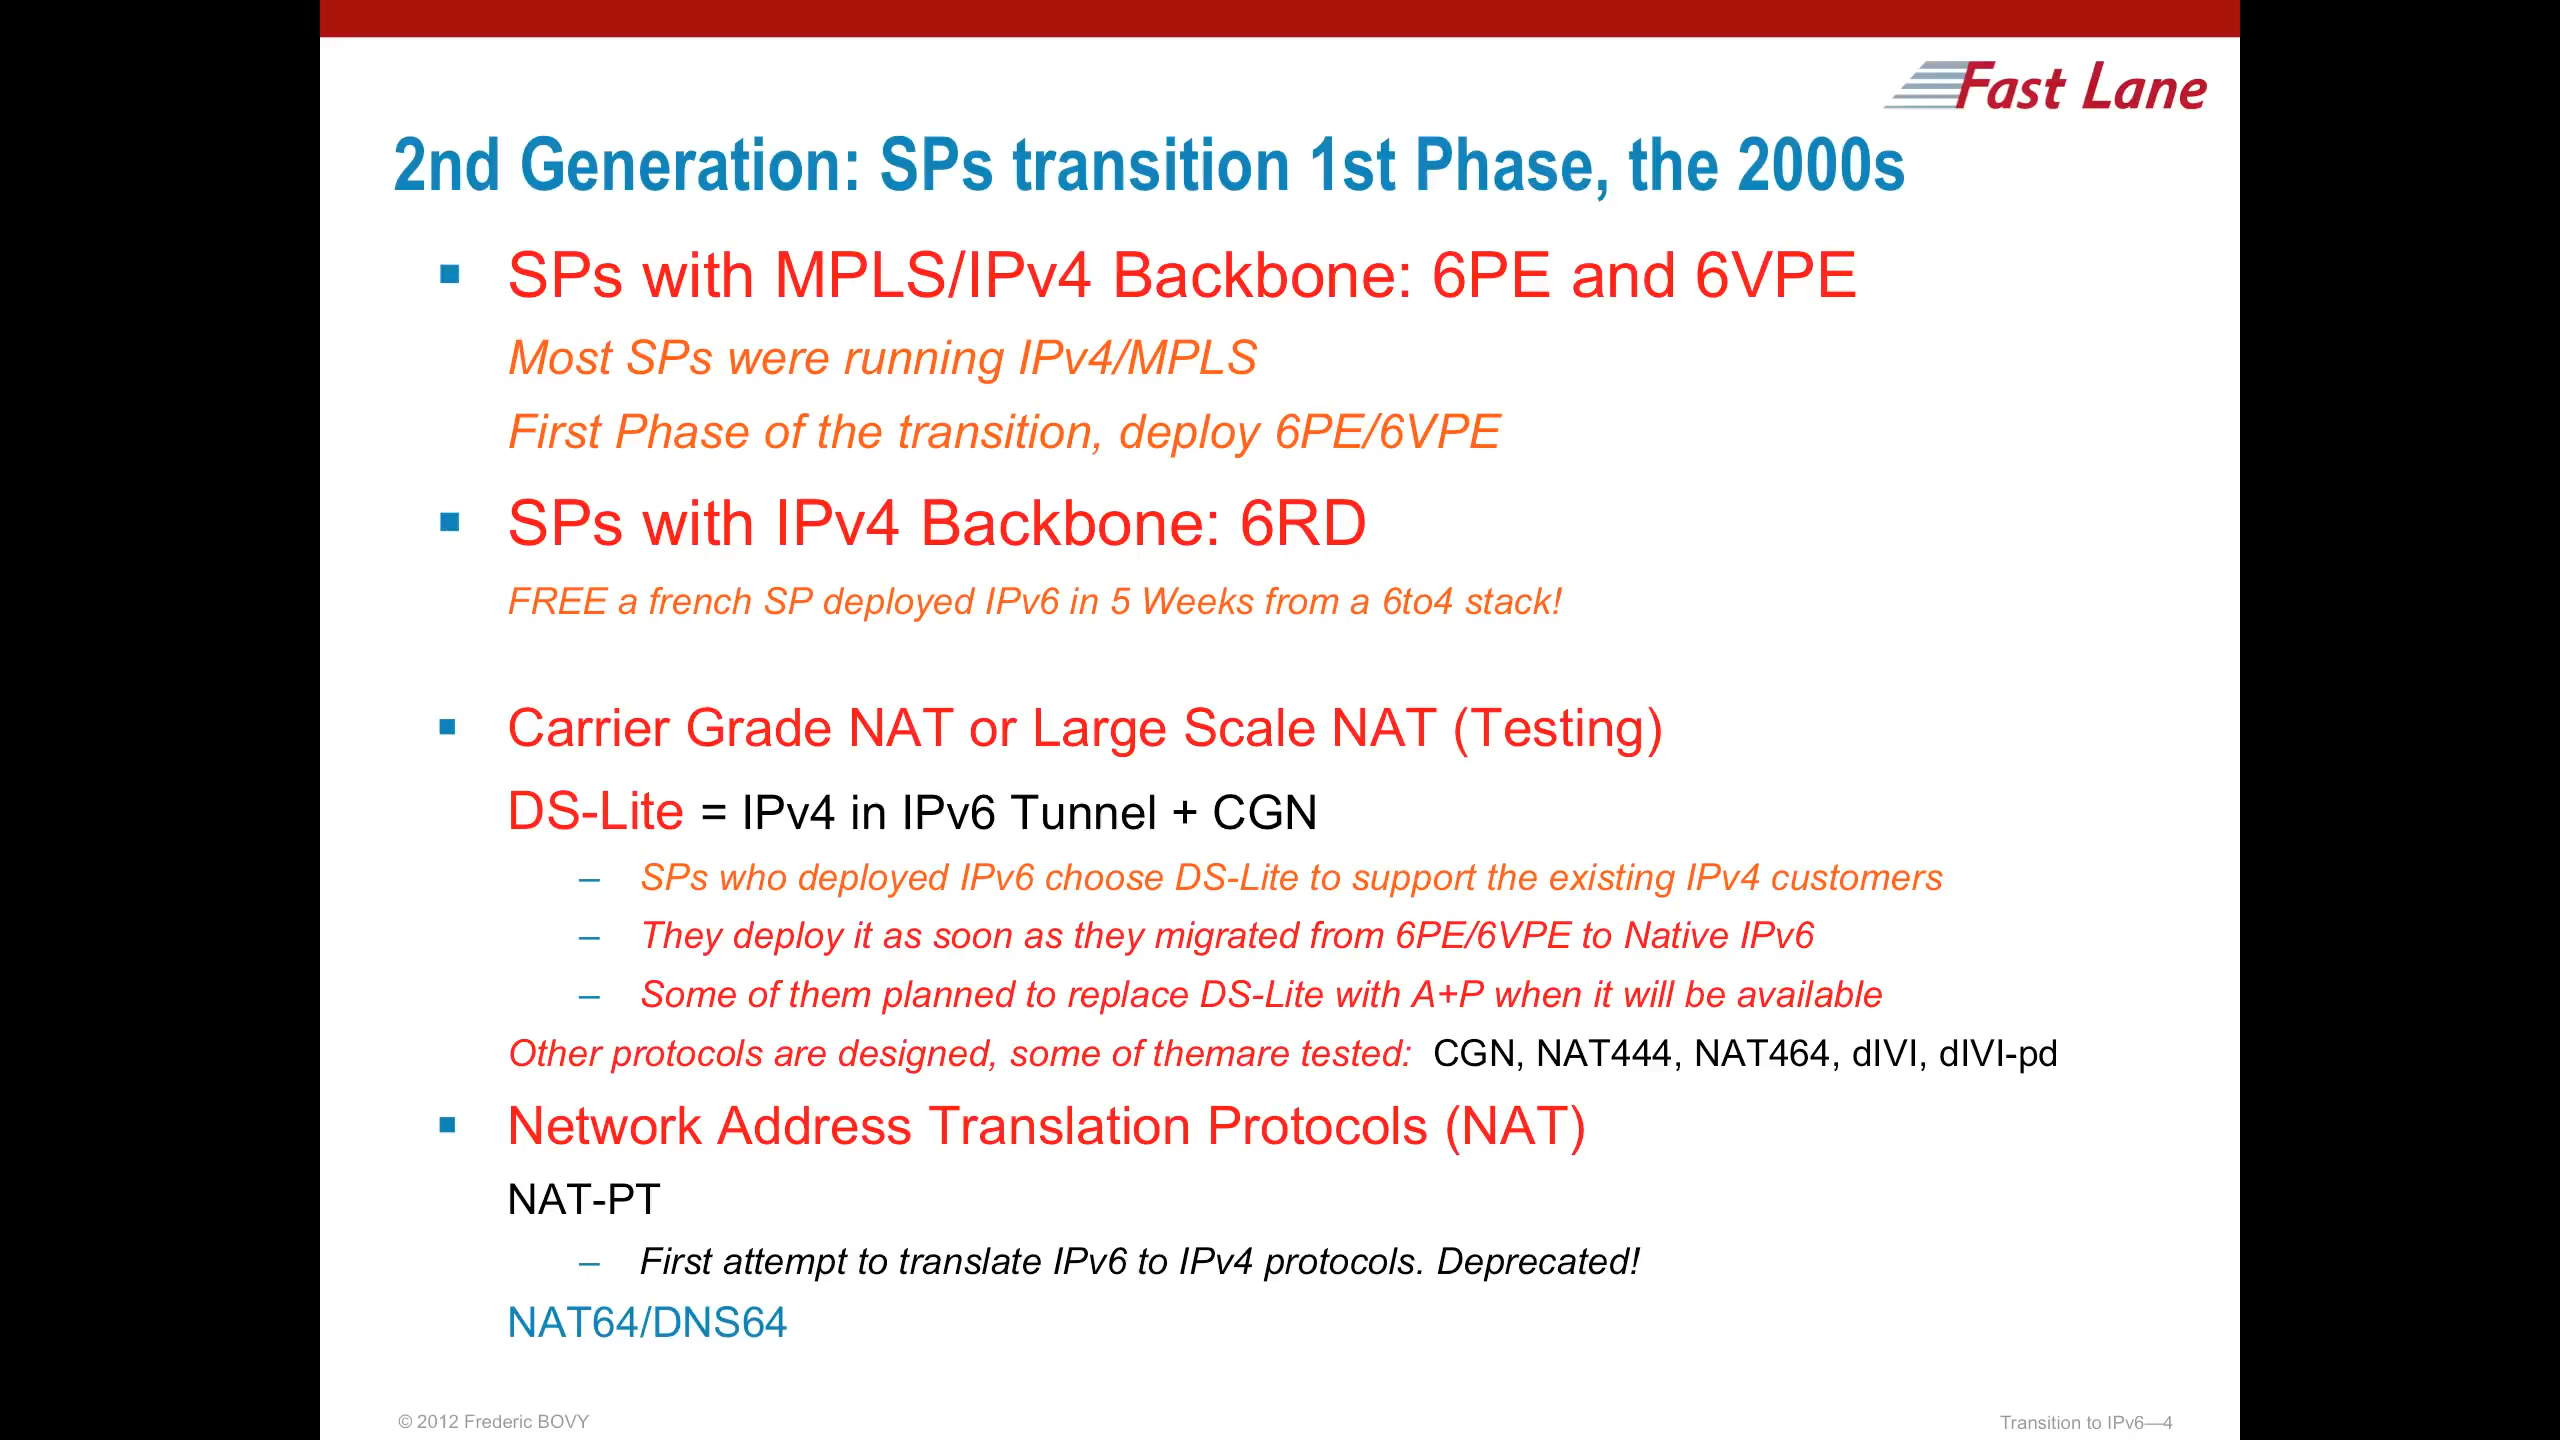 Fast Lane
2nd Generation: SPs transition 1st Phase, the 2000s
SPs with MPLS/IPv4 Backbone: 6PE and 6VPE
Most SPs were running IPv4/MPLS
First Phase of the transition, deploy 6PE/6VPE
SPs with IPv4 Backbone: 6RD
FREE a french SP deployed IPv6 in 5 Weeks from a 6to4 stack!
Carrier Grade NAT or Large Scale NAT (Testing)
DS-Lite = IPv4 in IPv6 Tunnel + CGN
– SPs who deployed IPv6 choose DS-Lite to support the existing IPv4 customers
– They deploy it as soon as they migrated from 6PE/6VPE to Native IPv6
– Some of them planned to replace DS-Lite with A+P when it will be available
Other protocols are designed, some of themare tested: CGN, NAT444, NAT464, dIVI, dIVI-pd
Network Address Translation Protocols (NAT)
NAT-PT
– First attempt to translate IPv6 to IPv4 protocols. Deprecated!
NAT64/DNS64
© 2012 Frederic BOVY
Transition to IPv6—4